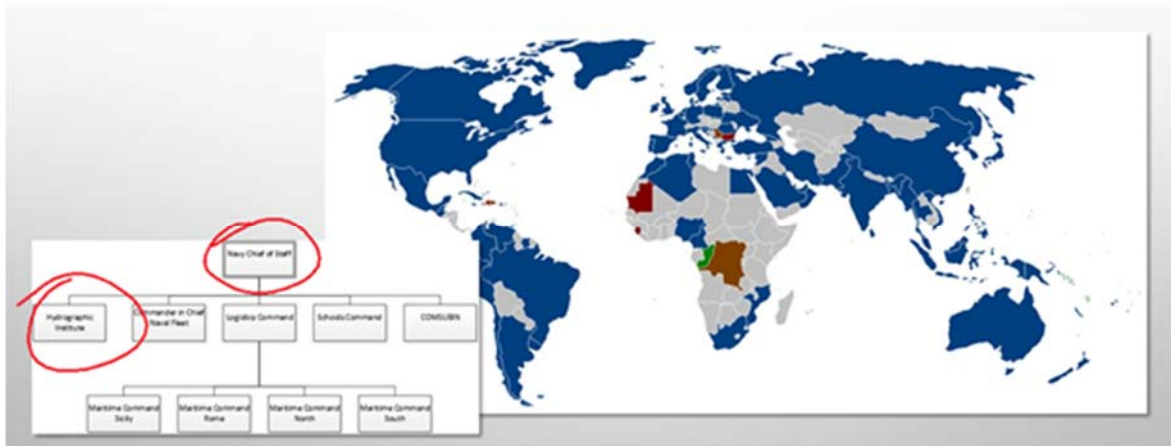 Navy Chief of Staff
Hydrographic
Institute
Commander in Chief
Naval Fleet
Logistics Command
Schools Command
COMSUBIN
Maritime Command
Sicily
Maritime Command
Rome
Maritime Command
North
Maritime Command
South